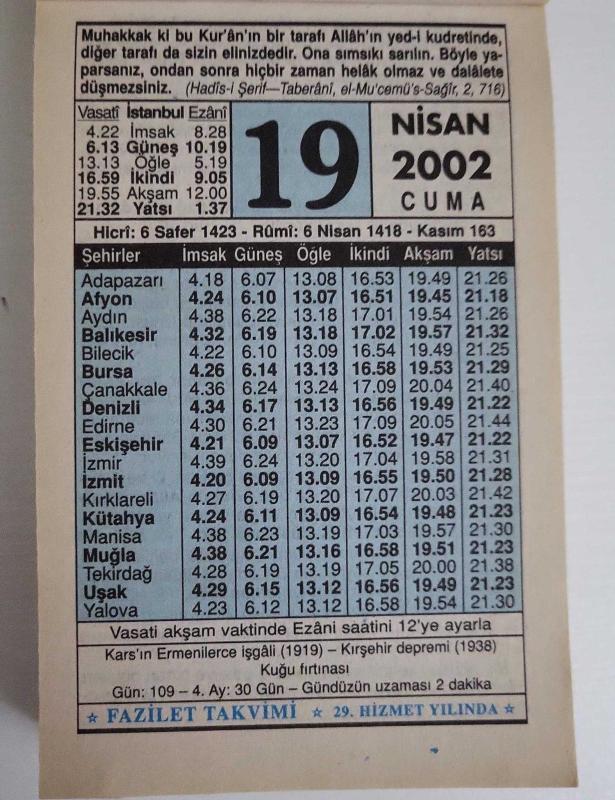 Muhakkak ki bu Kur'ân'ın bir tarafı Allâh'ın yed-i kudretinde,
diğer tarafı da sizin elinizdedir. Ona sımsıkı sarılın. Böyle ya-
parsanız, ondan sonra hiçbir zaman helâk olmaz ve dalâlete
düşmezsiniz. (Hadîs-i Şerîf—Taberânî, el-Mu'cemü's-Sağîr, 2, 716)
Vasatî İstanbul Ezânî
4.22 İmsak 8.28
6.13 Güneş 10.19
13.13 Öğle 5.19
16.59 İkindi 9.05
19.55 Akşam 12.00
21.32 Yatsı 1.37
19
NİSAN
2002
CUMA
Hicrî: 6 Safer 1423 - Rûmî: 6 Nisan 1418 - Kasım 163
Şehirler İmsak Güneş Öğle İkindi Akşam Yatsı
Adapazarı 4.18 6.07 13.08 16.53 19.49 21.26
Afyon 4.24 6.10 13.07 16.51 19.45 21.18
Aydın 4.38 6.22 13.18 17.01 19.54 21.26
Balıkesir 4.32 6.19 13.18 17.02 19.57 21.32
Bilecik 4.22 6.10 13.09 16.54 19.49 21.25
Bursa 4.26 6.14 13.13 16.58 19.53 21.29
Çanakkale 4.36 6.24 13.24 17.09 20.04 21.40
Denizli 4.34 6.17 13.13 16.56 19.49 21.22
Edirne 4.30 6.21 13.23 17.09 20.05 21.44
Eskişehir 4.21 6.09 13.07 16.52 19.47 21.22
İzmir 4.39 6.24 13.20 17.04 19.58 21.31
İzmit 4.20 6.09 13.09 16.55 19.50 21.28
Kırklareli 4.27 6.19 13.20 17.07 20.03 21.42
Kütahya 4.24 6.11 13.09 16.54 19.48 21.23
Manisa 4.38 6.23 13.19 17.03 19.57 21.30
Muğla 4.38 6.21 13.16 16.58 19.51 21.23
Tekirdağ 4.28 6.19 13.19 17.05 20.00 21.38
Uşak 4.29 6.15 13.12 16.56 19.49 21.23
Yalova 4.23 6.12 13.12 16.58 19.54 21.30
Vasati akşam vaktinde Ezâni saâtini 12'ye ayarla
Kars'ın Ermenilerce işgâli (1919) – Kırşehir depremi (1938)
Kuğu fırtınası
Gün: 109 – 4. Ay: 30 Gün – Gündüzün uzaması 2 dakika
☆ FAZİLET TAKVİMİ ☆ 29. HİZMET YILINDA ☆